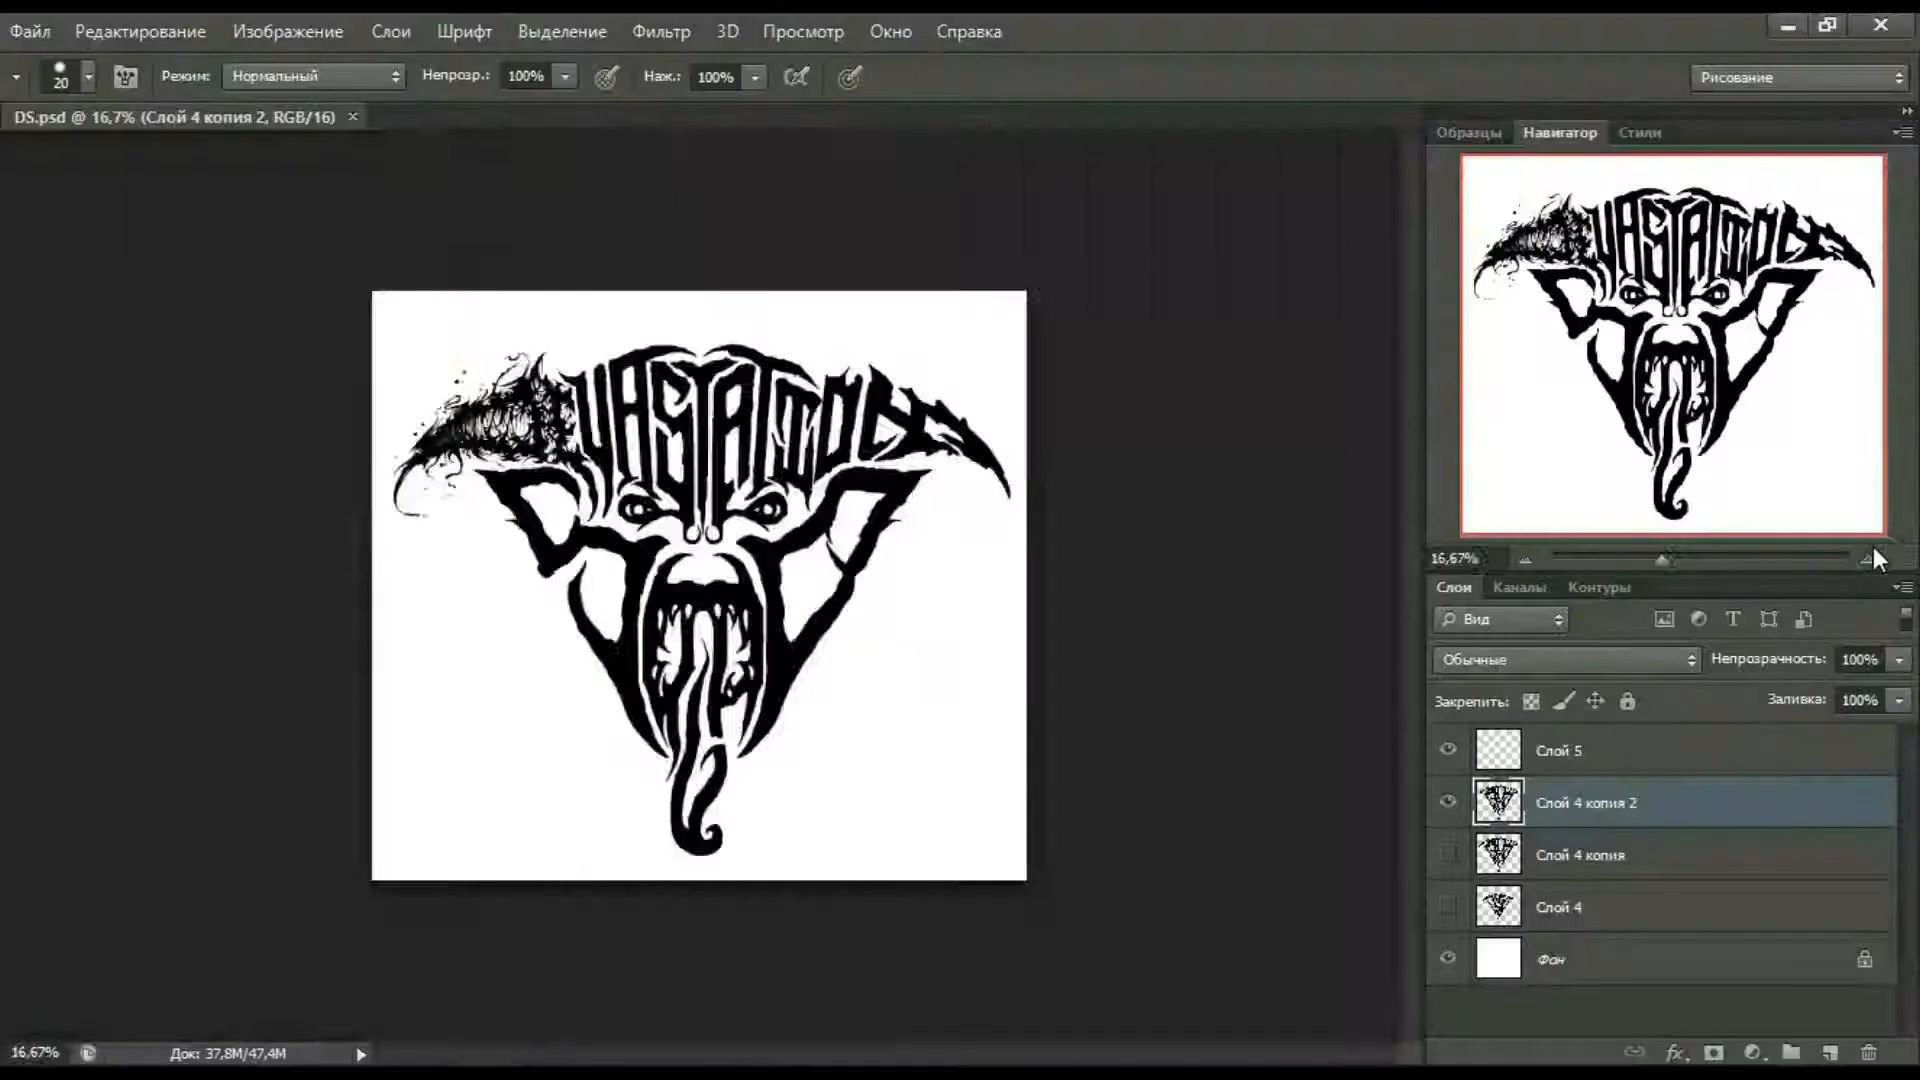 Файл Редактирование Изображение Слои Шрифт Выделение Фильтр 3D Просмотр Окно Справка
20 Режим: Нормальный Непрозр.: 100% Наж.: 100% Рисование
DS.psd @ 16,7% (Слой 4 копия 2, RGB/16) ×
Образцы Навигатор Стили
16,67%
Слои Каналы Контуры
Вид
Обычные Непрозрачность: 100%
Закрепить: Заливка: 100%
Слой 5
Слой 4 копия 2
Слой 4 копия
Слой 4
Фон
16,67% Док: 37,8M/47,4M